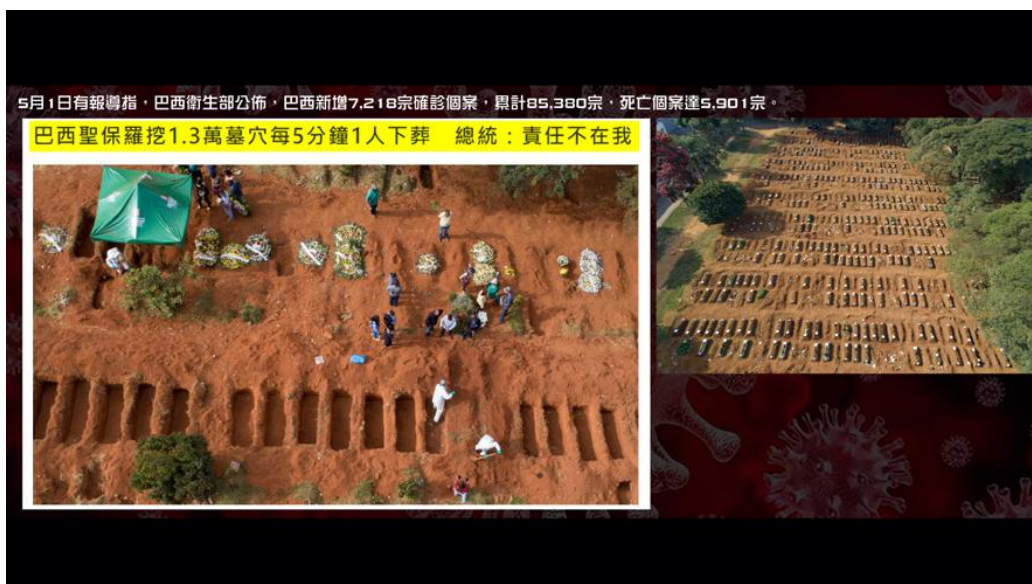 5月1日有報導指，巴西衛生部公佈，巴西新增7,218宗確診個案，累計85,380宗，死亡個案達5,901宗。
巴西聖保羅挖1.3萬墓穴每5分鐘1人下葬　總統：責任不在我